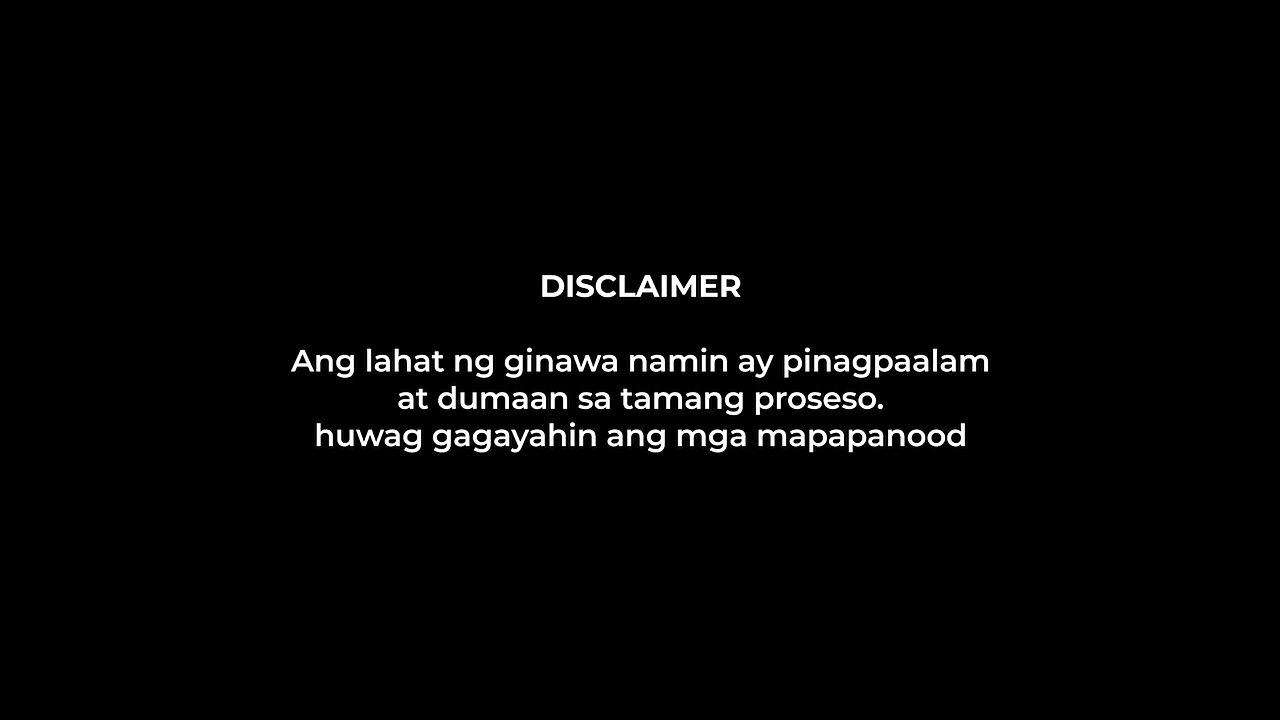 DISCLAIMER
Ang lahat ng ginawa namin ay pinagpaalam
at dumaan sa tamang proseso.
huwag gagayahin ang mga mapapanood